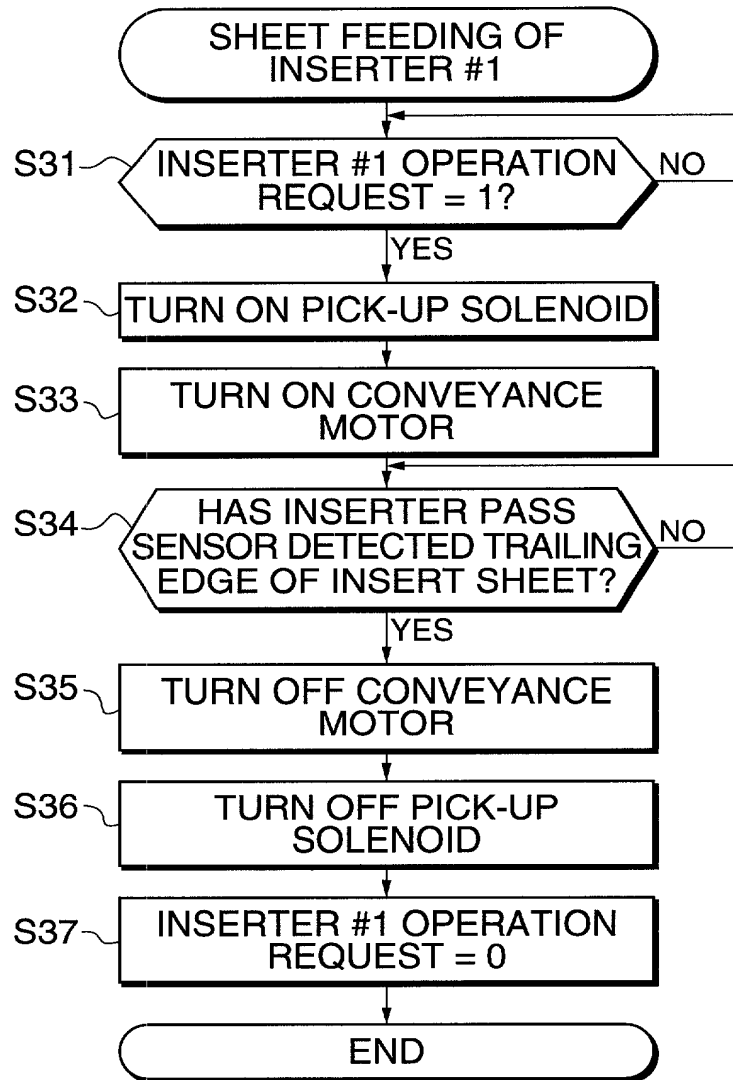 SHEET FEEDING OF
INSERTER #1
S31
INSERTER #1 OPERATION
REQUEST = 1?
NO
YES
S32
TURN ON PICK-UP SOLENOID
S33
TURN ON CONVEYANCE
MOTOR
S34
HAS INSERTER PASS
SENSOR DETECTED TRAILING
EDGE OF INSERT SHEET?
NO
YES
S35
TURN OFF CONVEYANCE
MOTOR
S36
TURN OFF PICK-UP
SOLENOID
S37
INSERTER #1 OPERATION
REQUEST = 0
END